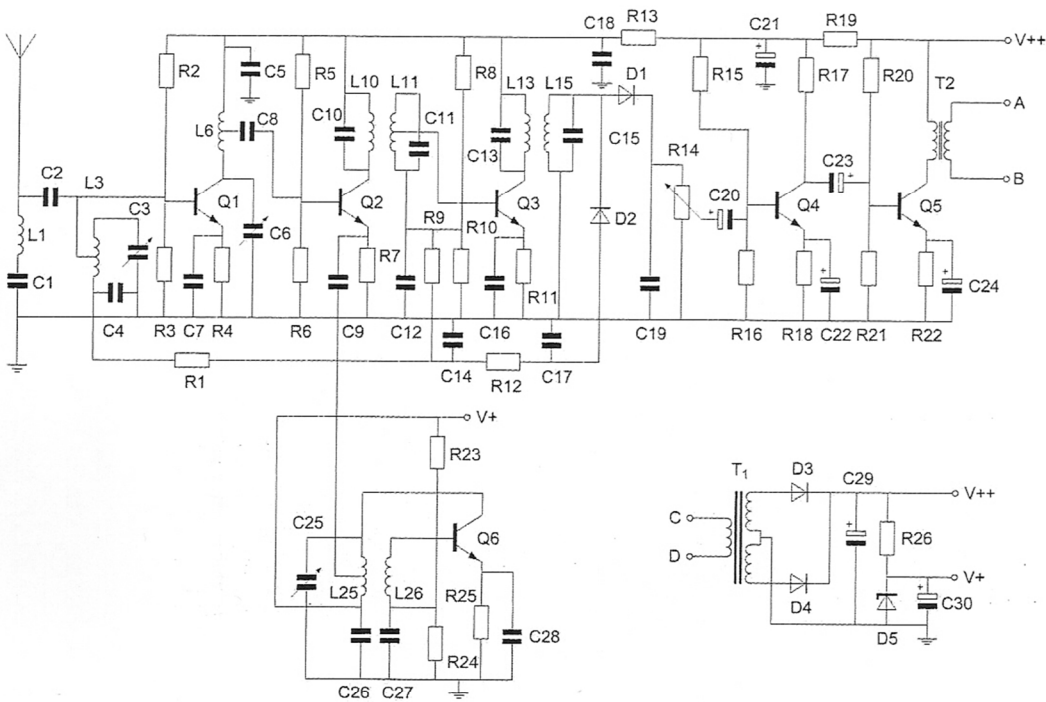 C18
R13
C21
R19
V++
R2
C5
R5
L10
L11
R8
L13
L15
D1
R15
R17
R20
T2
C8
L6
C10
C11
C13
C15
R14
A
C2
L3
C23
B
C20
Q1
Q2
Q3
Q4
Q5
L1
C3
C6
R9
R10
D2
R7
C1
R11
C24
C4
R3
C7
R4
R6
C9
C12
C16
C19
R16
R18
C22
R21
R22
C14
C17
R1
R12
V+
R23
T1
D3
C29
V++
C25
Q6
C
R26
D
V+
L25
L26
R25
D4
C30
C28
D5
R24
C26
C27